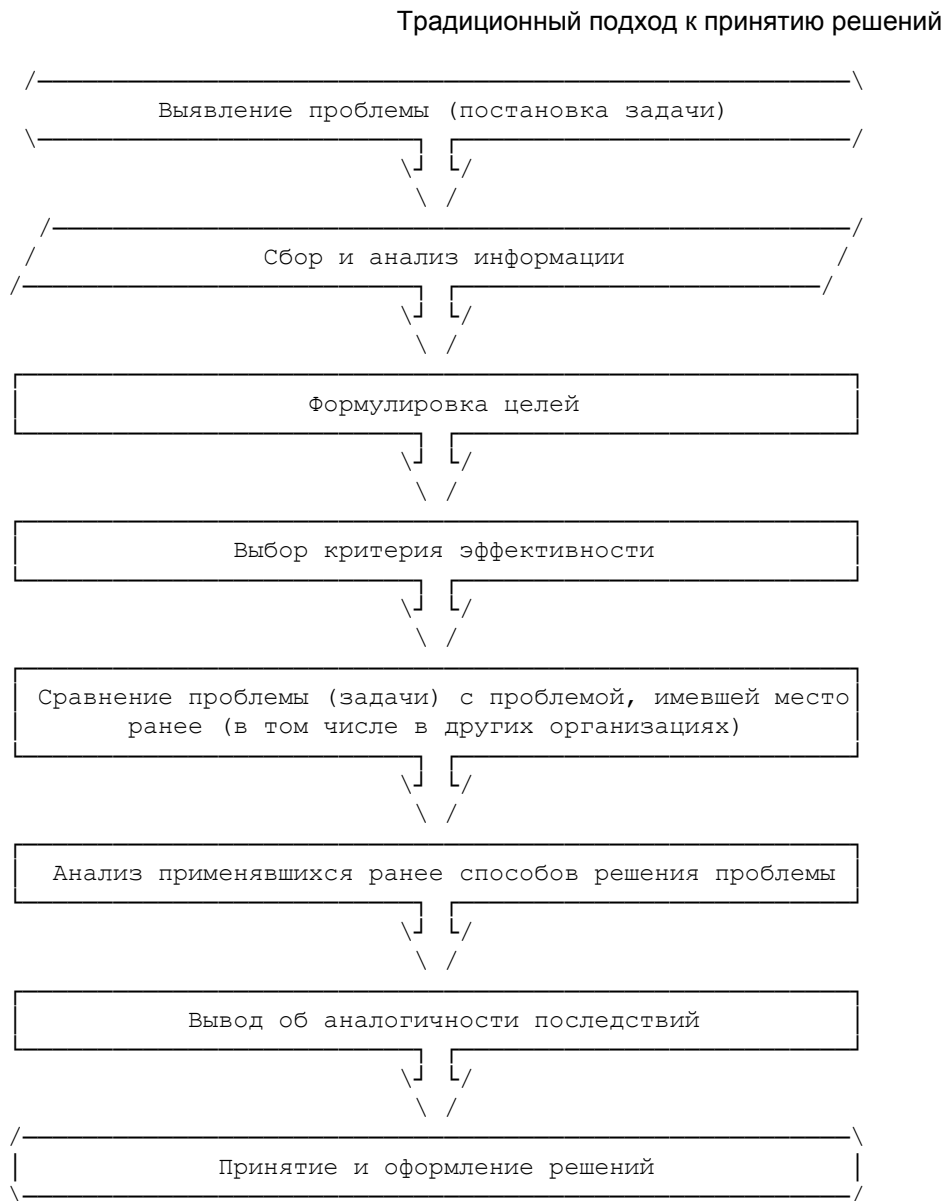 Традиционный подход к принятию решений
Выявление проблемы (постановка задачи)
Сбор и анализ информации
Формулировка целей
Выбор критерия эффективности
Сравнение проблемы (задачи) с проблемой, имевшей место
ранее (в том числе в других организациях)
Анализ применявшихся ранее способов решения проблемы
Вывод об аналогичности последствий
Принятие и оформление решений